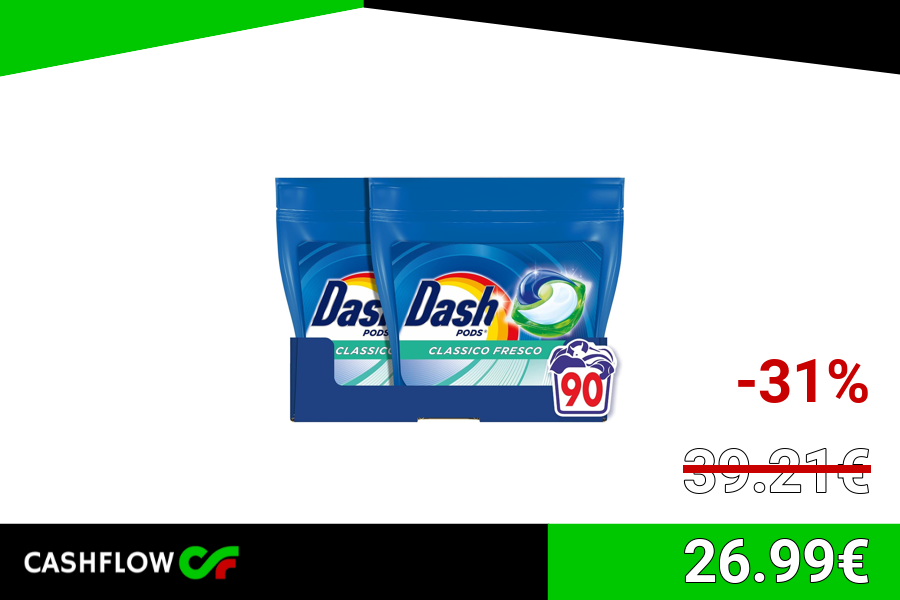 Dash
PODS
CLASSICO
Dash
PODS
CLASSICO FRESCO
90
-31%
39.21€
CASHFLOW
26.99€